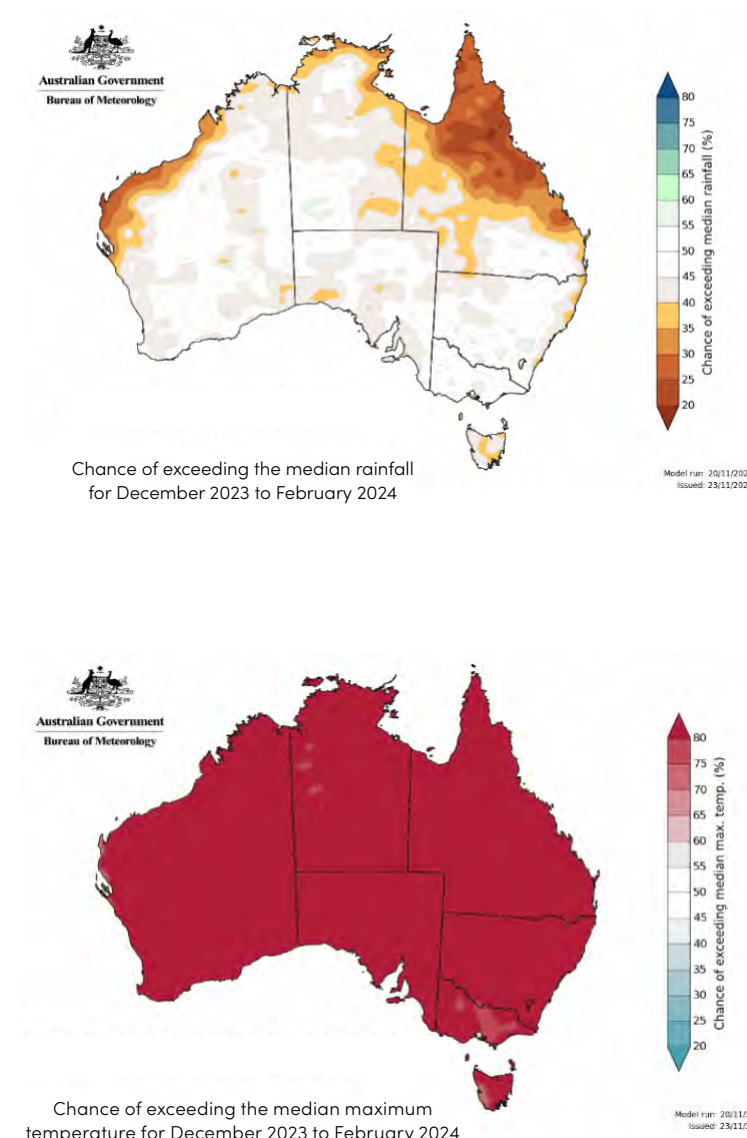 Australian Government
Bureau of Meteorology
80
75
70
65
60
55
50
45
40
35
30
25
20
Chance of exceeding median rainfall (%)
Chance of exceeding the median rainfall
for December 2023 to February 2024
Model run: 20/11/202
Issued: 23/11/202
Australian Government
Bureau of Meteorology
80
75
70
65
60
55
50
45
40
35
30
25
20
Chance of exceeding median max. temp. (%)
Chance of exceeding the median maximum
temperature for December 2023 to February 2024
Model run: 20/11/
Issued: 23/11/